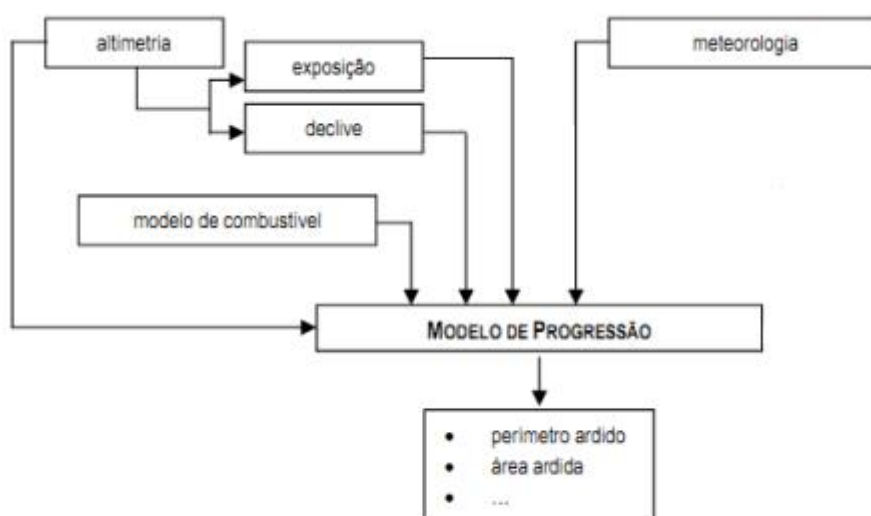 altimetria
meteorologia
exposição
declive
modelo de combustível
MODELO DE PROGRESSÃO
• perímetro ardido
• área ardida
• ...